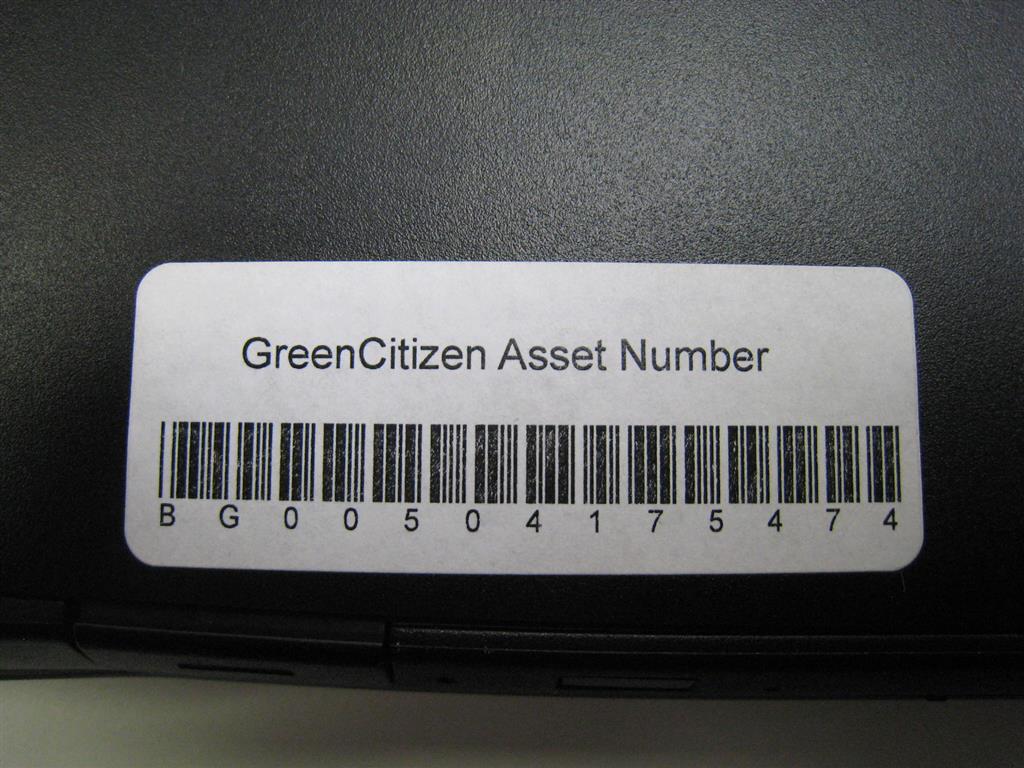 GreenCitizen Asset Number
B G 0 0 5 0 4 1 7 5 4 7 4